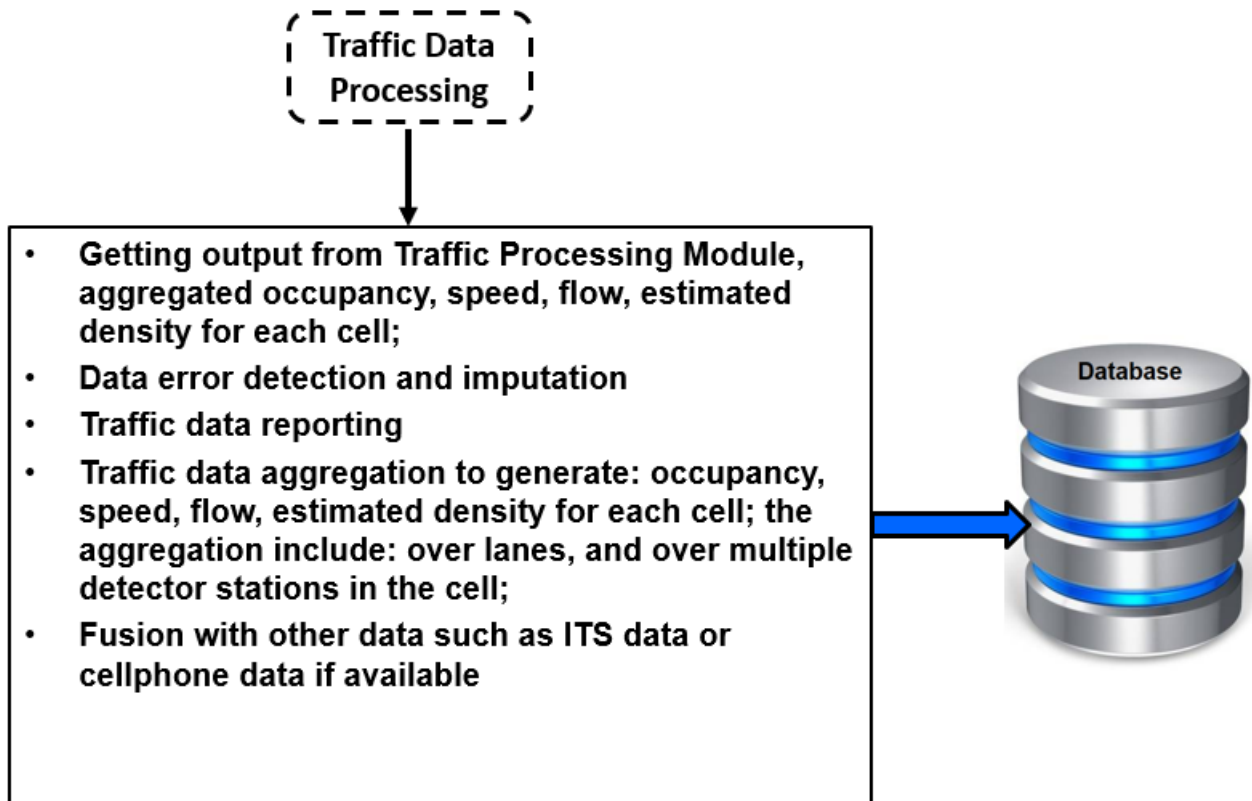 Traffic Data
Processing
• Getting output from Traffic Processing Module,
aggregated occupancy, speed, flow, estimated
density for each cell;
• Data error detection and imputation
• Traffic data reporting
• Traffic data aggregation to generate: occupancy,
speed, flow, estimated density for each cell; the
aggregation include: over lanes, and over multiple
detector stations in the cell;
• Fusion with other data such as ITS data or
cellphone data if available
Database